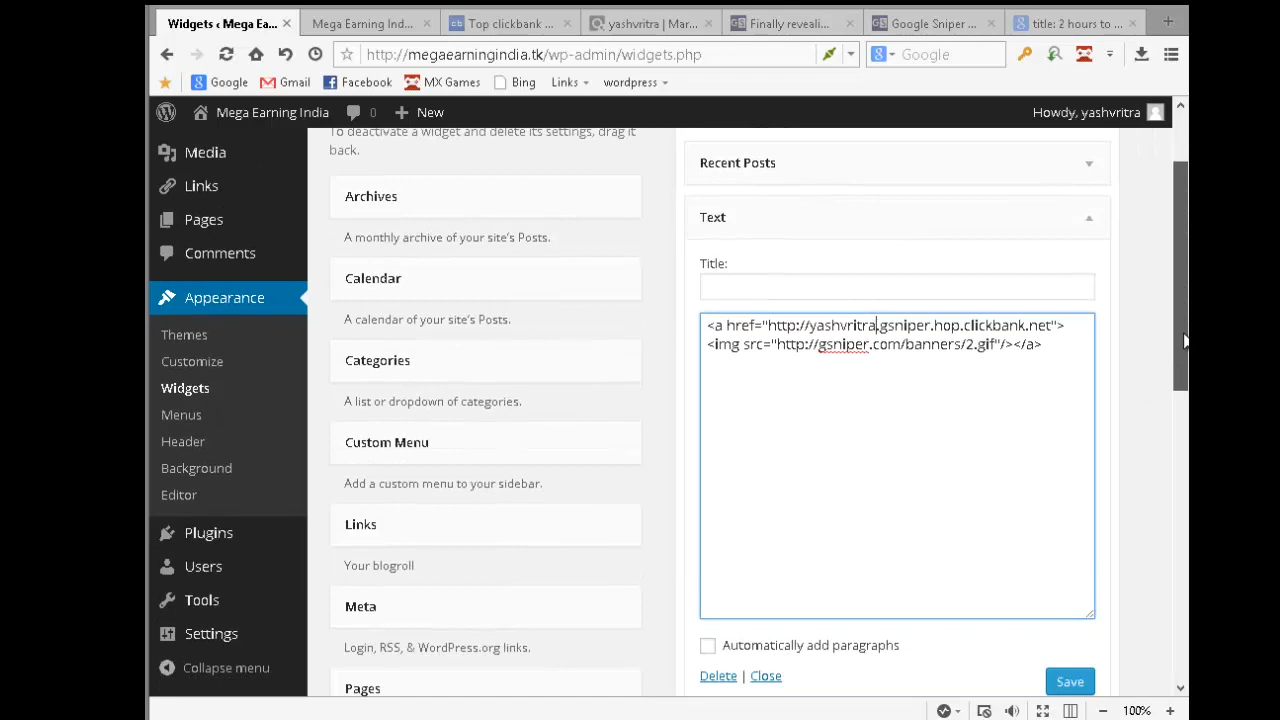 Widgets ‹ Mega Ea...
Mega Earning Ind...
Top clickbank ...
yashvritra | Mar...
Finally reveali...
Google Sniper ...
title: 2 hours to ...
http://megaearningindia.tk/wp-admin/widgets.php
Google
Google
Gmail
Facebook
MX Games
Bing
Links
wordpress
Mega Earning India
0
New
Howdy, yashvritra
Media
Links
Pages
Comments
Appearance
Themes
Customize
Widgets
Menus
Header
Background
Editor
Plugins
Users
Tools
Settings
Collapse menu
To deactivate a widget and delete its settings, drag it
back.
Archives
A monthly archive of your site's Posts.
Calendar
A calendar of your site's Posts.
Categories
A list or dropdown of categories.
Custom Menu
Add a custom menu to your sidebar.
Links
Your blogroll
Meta
Login, RSS, & WordPress.org links.
Pages
Recent Posts
Text
Title:
<a href="http://yashvritra.gsniper.hop.clickbank.net">
<img src="http://gsniper.com/banners/2.gif"/></a>
Automatically add paragraphs
Delete | Close
Save
100%